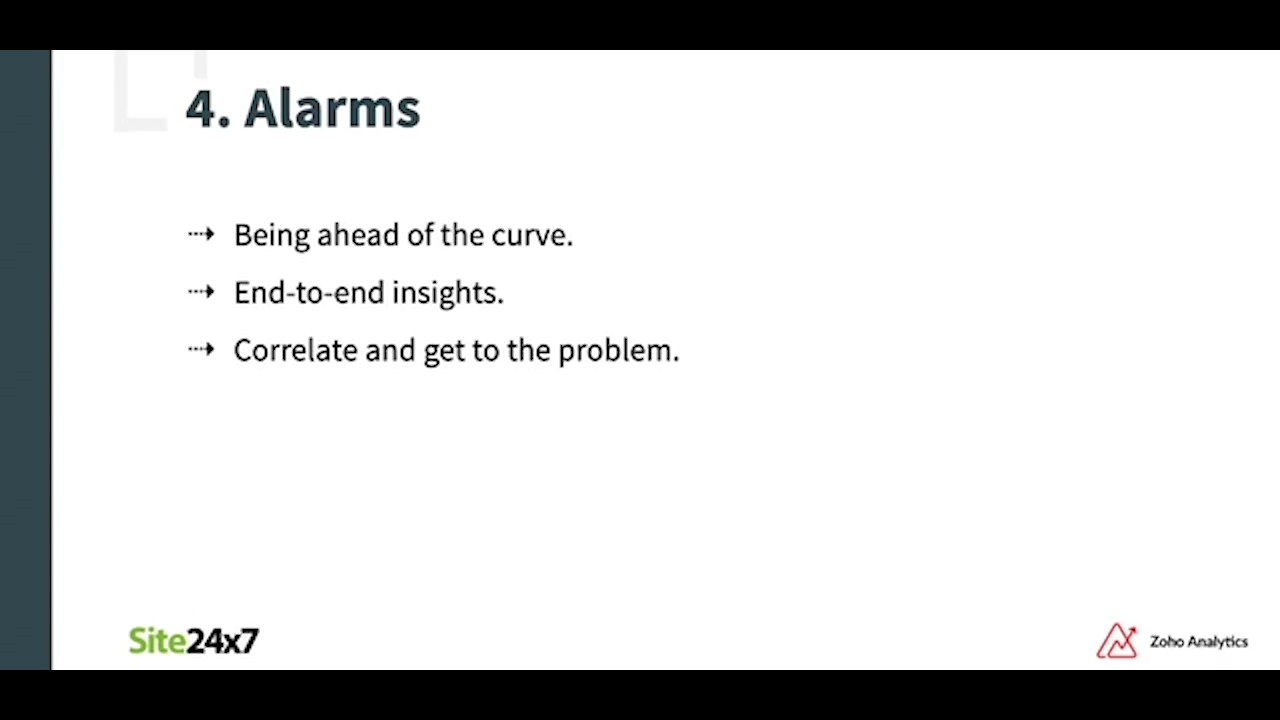 4. Alarms
⇢ Being ahead of the curve.
⇢ End-to-end insights.
⇢ Correlate and get to the problem.
Site24x7
Zoho Analytics